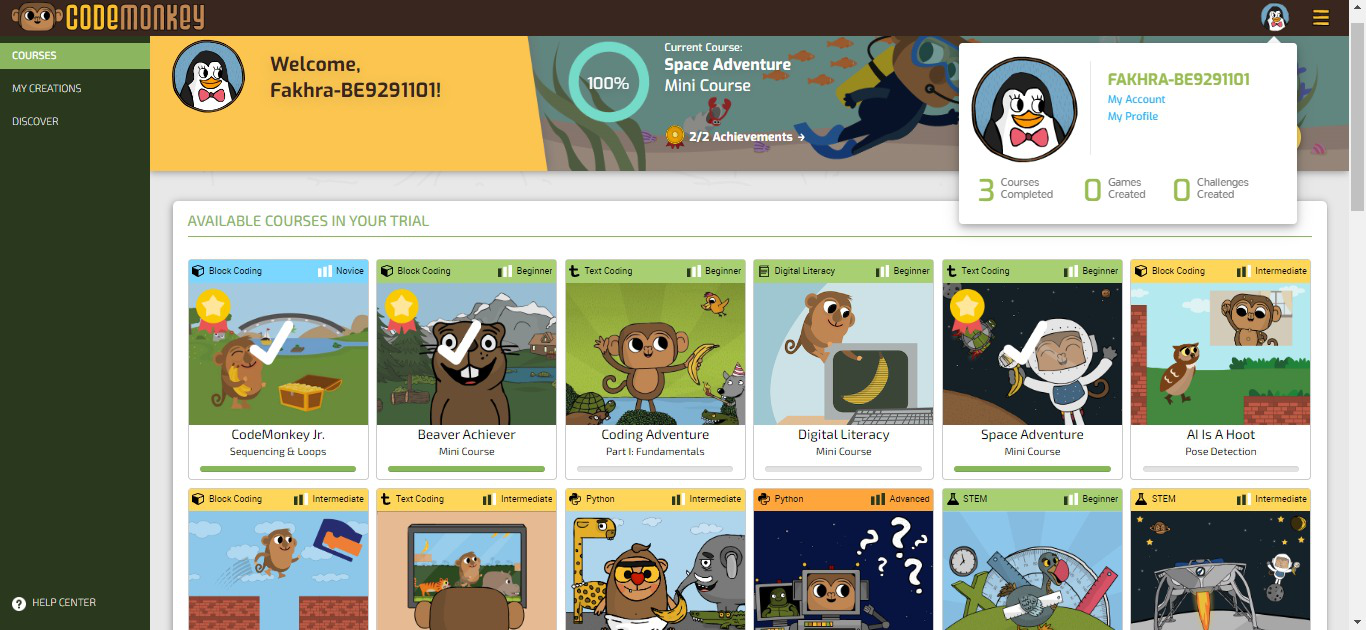 CODEMONKEY
COURSES
MY CREATIONS
DISCOVER
HELP CENTER
Welcome,
Fakhra-BE9291101!
100%
Current Course:
Space Adventure
Mini Course
2/2 Achievements →
FAKHRA-BE9291101
My Account
My Profile
3 Courses Completed
0 Games Created
0 Challenges Created
AVAILABLE COURSES IN YOUR TRIAL
Block Coding Novice
CodeMonkey Jr.
Sequencing & Loops
Block Coding Beginner
Beaver Achiever
Mini Course
Text Coding Beginner
Coding Adventure
Part I: Fundamentals
Digital Literacy Beginner
Digital Literacy
Mini Course
Text Coding Beginner
Space Adventure
Mini Course
Block Coding Intermediate
AI Is A Hoot
Pose Detection
Block Coding Intermediate
Text Coding Intermediate
Python Intermediate
Python Advanced
? ? ? ?
STEM Beginner
STEM Intermediate